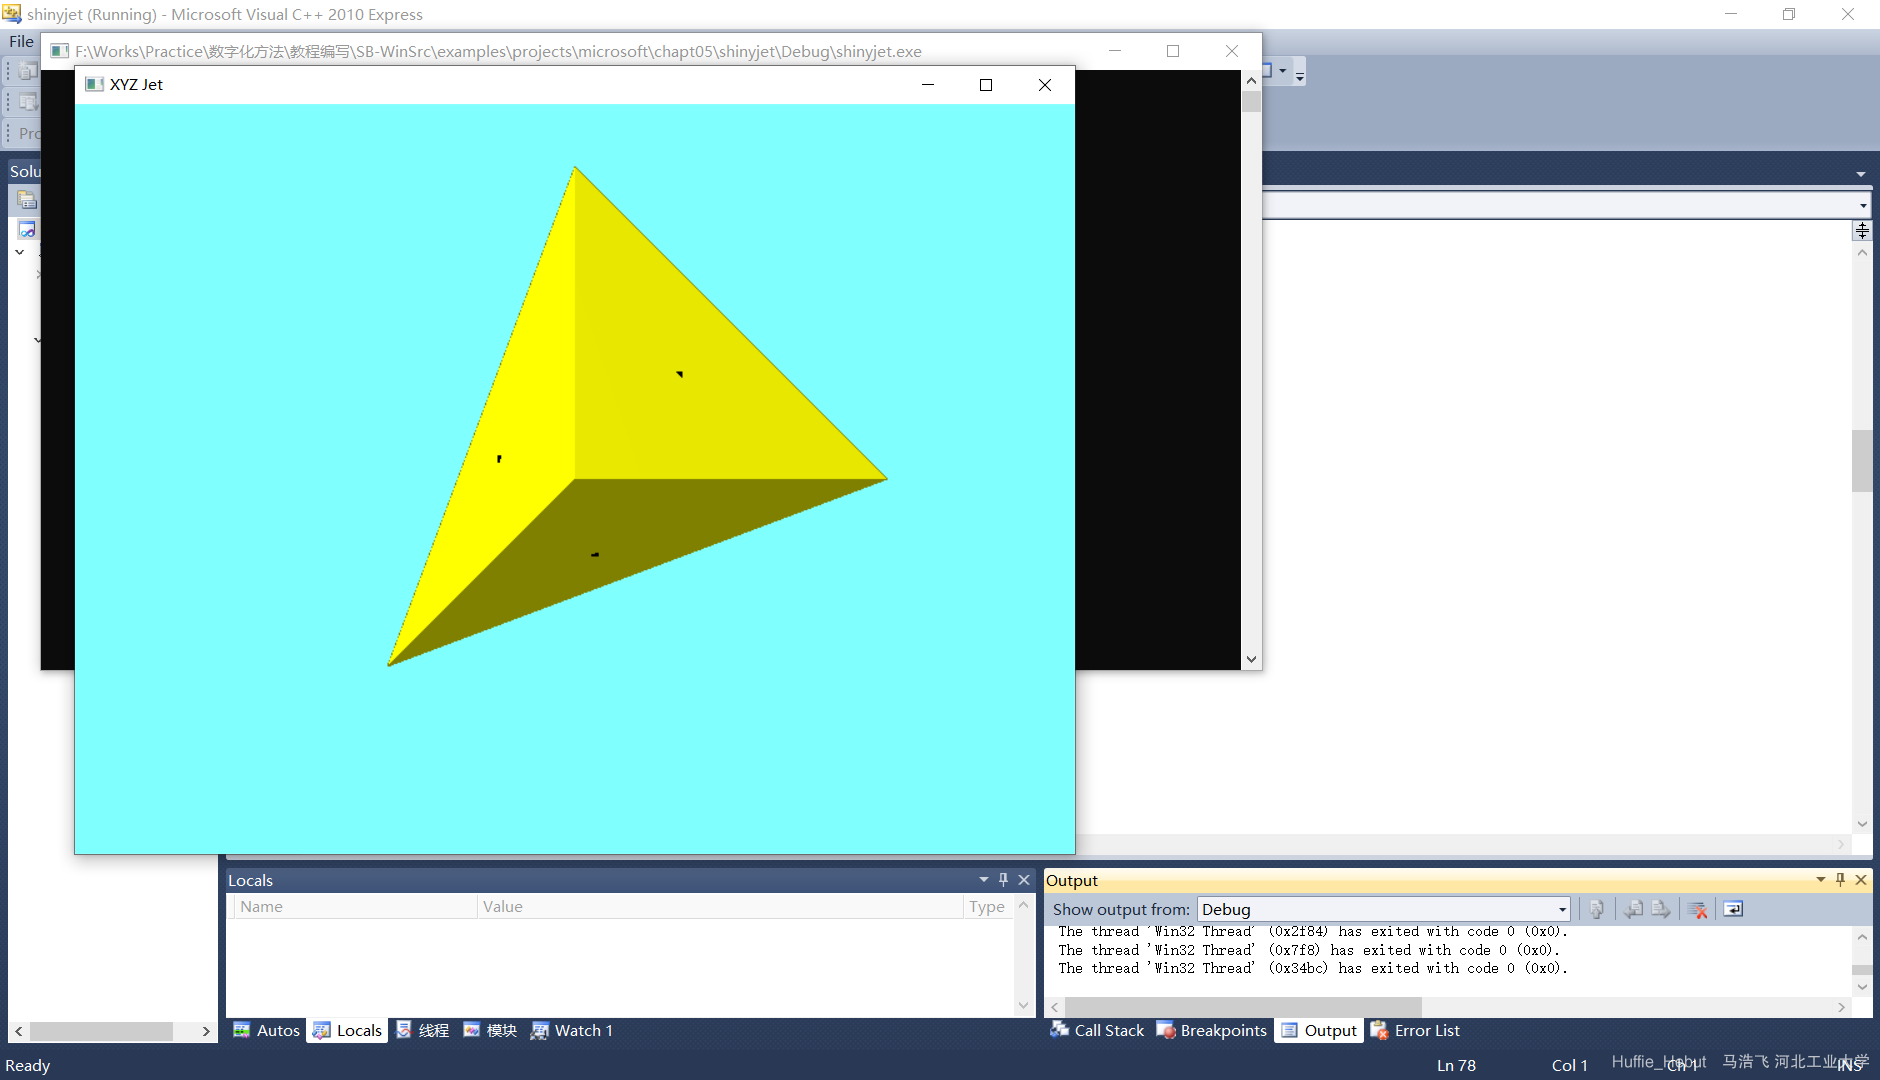 shinyjet (Running) - Microsoft Visual C++ 2010 Express
File
F:\Works\Practice\数字化方法\教程编写\SB-WinSrc\examples\projects\microsoft\chapt05\shinyjet\Debug\shinyjet.exe
XYZ Jet
Pro
Solu
Locals
Name Value Type
Output
Show output from: Debug
The thread 'Win32 Thread' (0x2f84) has exited with code 0 (0x0).
The thread 'Win32 Thread' (0x7f8) has exited with code 0 (0x0).
The thread 'Win32 Thread' (0x34bc) has exited with code 0 (0x0).
Autos Locals 线程 模块 Watch 1
Call Stack Breakpoints Output Error List
Ready Ln 78 Col 1 Ch 1 INS
Huffie_Hebut 马浩飞 河北工业大学